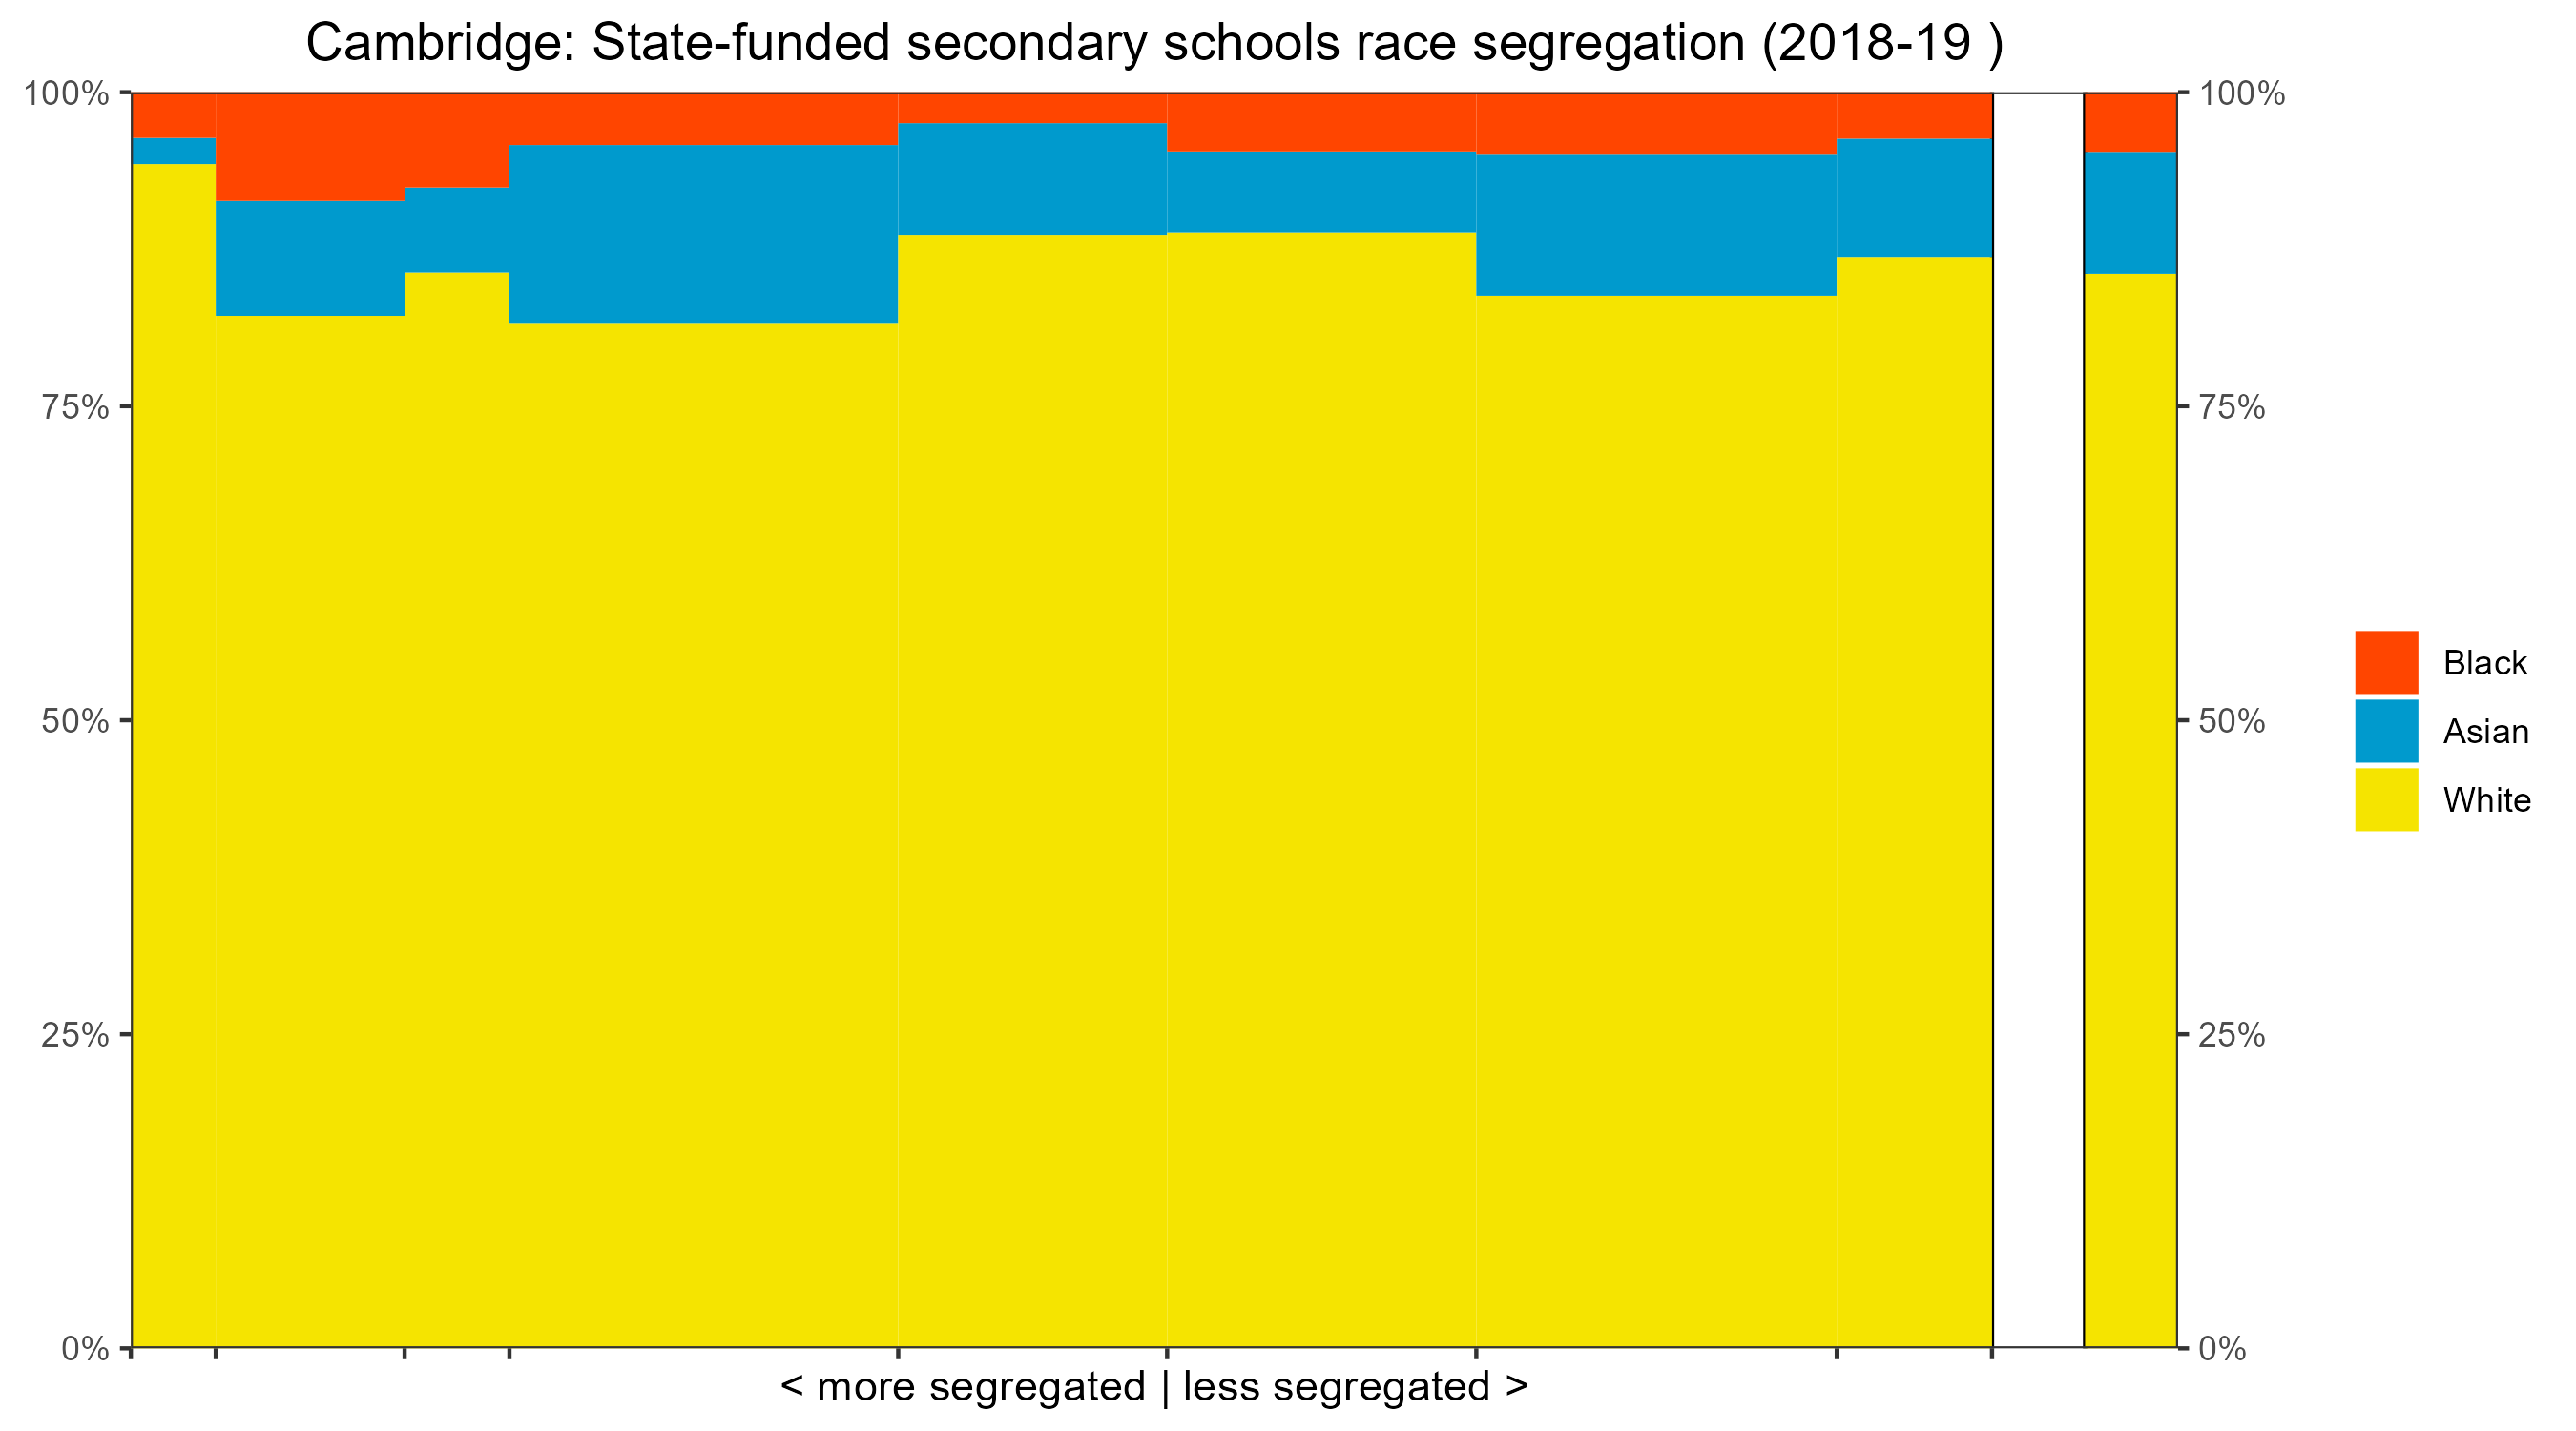 Cambridge: State-funded secondary schools race segregation (2018-19 )
100%
75%
50%
25%
0%
100%
75%
50%
25%
0%
< more segregated | less segregated >
Black
Asian
White